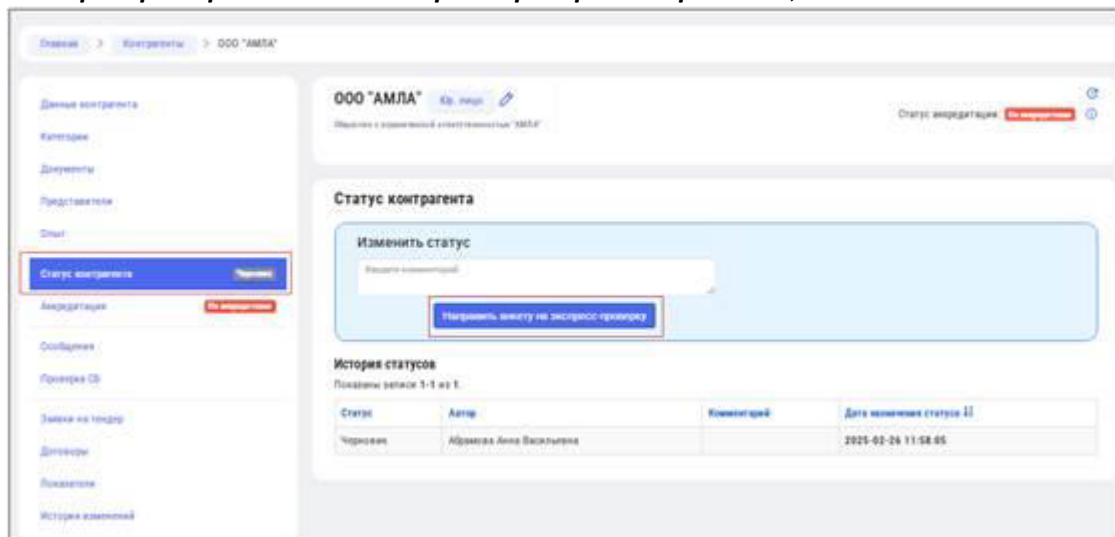 Главная > Контрагенты > ООО "АМЛА"
Данные контрагента
Категории
Документы
Представители
Опыт
Статус контрагента Черновик
Аккредитация Не аккредитован
Сообщения
Проверка СБ
Заявки на тендер
Договоры
Показатели
История изменений
ООО "АМЛА" Юр. лицо
Общество с ограниченной ответственностью "АМЛА"
Статус аккредитации: Не аккредитован
Статус контрагента
Изменить статус
Введите комментарий
Направить анкету на экспресс-проверку
История статусов
Показаны записи 1-1 из 1.
Статус Автор Комментарий Дата назначения статуса
Черновик Абрамова Анна Васильевна 2025-02-26 11:58:05